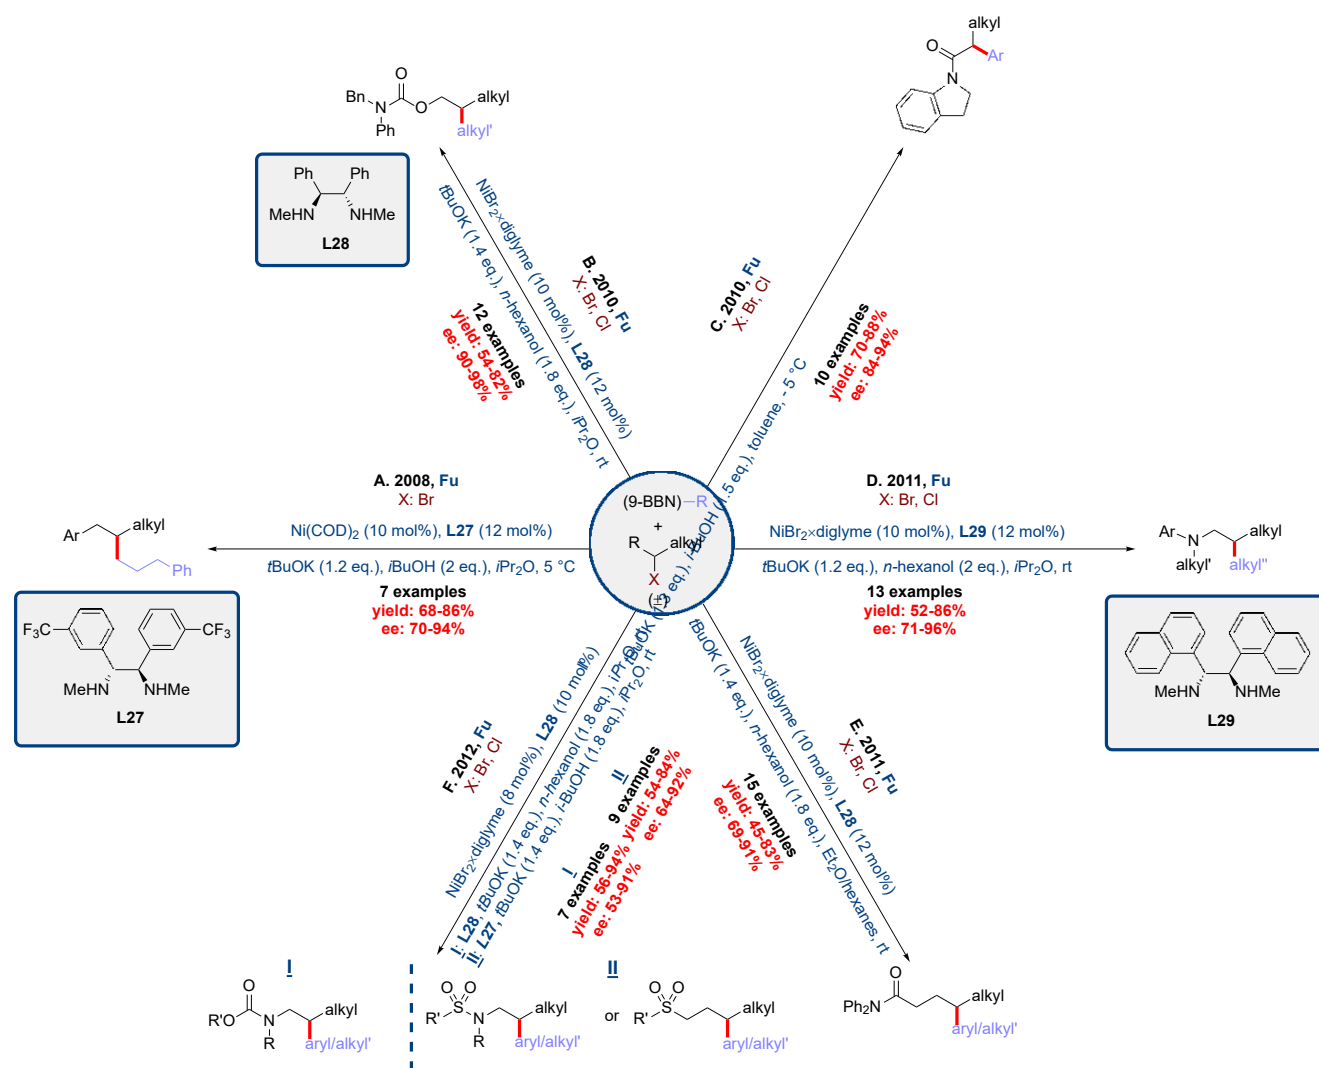 alkyl
O
Ar
N
O
Bn
N
O
alkyl
Ph
alkyl'
Ph
Ph
MeHN
NHMe
L28
NiBr2×diglyme (10 mol%), L28 (12 mol%)
tBuOK (1.4 eq.), n-hexanol (1.8 eq.), iPr2O, rt
B. 2010, Fu
X: Br, Cl
12 examples
yield: 54-82%
ee: 90-98%
C. 2010, Fu
X: Br, Cl
10 examples
yield: 70-88%
ee: 84-94%
tBuOK (1.3 eq.), i-BuOH (1.5 eq.), toluene, - 5 °C
A. 2008, Fu
X: Br
Ni(COD)2 (10 mol%), L27 (12 mol%)
tBuOK (1.2 eq.), iBuOH (2 eq.), iPr2O, 5 °C
7 examples
yield: 68-86%
ee: 70-94%
Ar
alkyl
Ph
F3C
CF3
MeHN
NHMe
L27
(9-BBN)
R
+
R
alkyl
X
(±)
D. 2011, Fu
X: Br, Cl
NiBr2×diglyme (10 mol%), L29 (12 mol%)
tBuOK (1.2 eq.), n-hexanol (2 eq.), iPr2O, rt
13 examples
yield: 52-86%
ee: 71-96%
Ar
N
alkyl
alkyl'
alkyl''
MeHN
NHMe
L29
F. 2012, Fu
X: Br, Cl
NiBr2×diglyme (8 mol%), L28 (10 mol%)
I: L28, tBuOK (1.4 eq.), n-hexanol (1.8 eq.), iPr2O, rt
II: L27, tBuOK (1.4 eq.), i-BuOH (1.8 eq.), iPr2O, rt
I
7 examples
yield: 56-94%
ee: 53-91%
II
9 examples
yield: 54-84%
ee: 64-92%
E. 2011, Fu
X: Br, Cl
NiBr2×diglyme (10 mol%), L28 (12 mol%)
tBuOK (1.4 eq.), n-hexanol (1.8 eq.), Et2O/hexanes, rt
15 examples
yield: 45-83%
ee: 69-91%
I
II
O
R'O
N
R
alkyl
aryl/alkyl'
O O
R'
S
N
R
alkyl
aryl/alkyl'
or
O O
R'
S
alkyl
aryl/alkyl'
O
Ph2N
alkyl
aryl/alkyl'